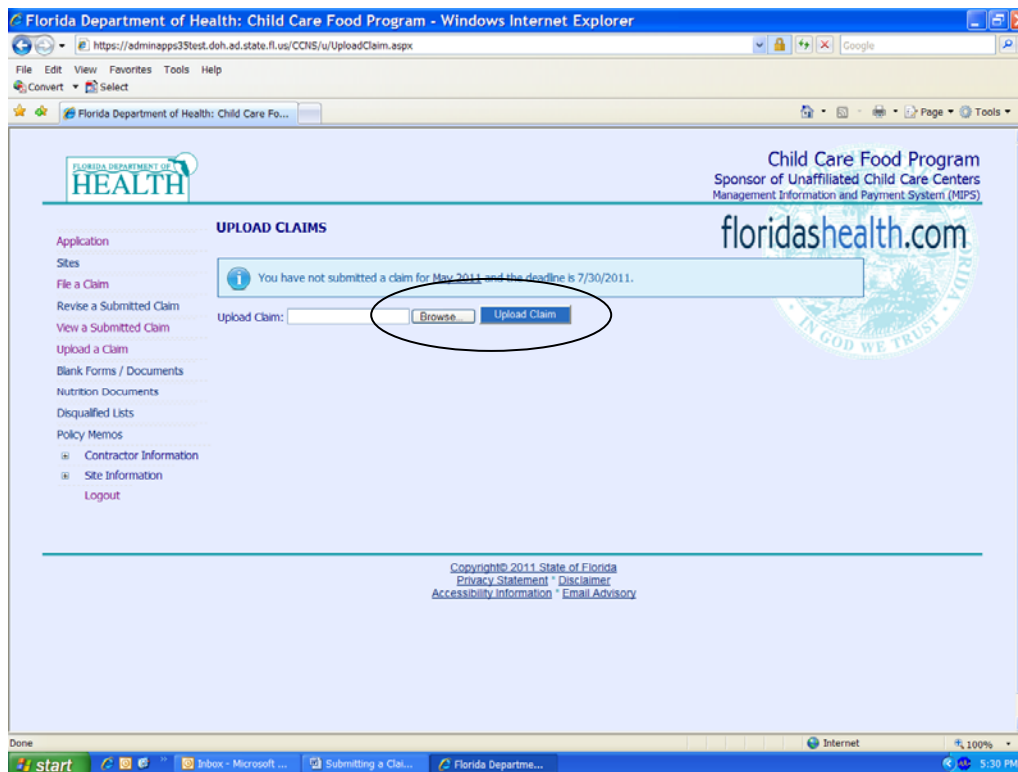 Florida Department of Health: Child Care Food Program - Windows Internet Explorer
https://adminapps35test.doh.ad.state.fl.us/CCNS/u/UploadClaim.aspx
Google
File Edit View Favorites Tools Help
Convert Select
Florida Department of Health: Child Care Fo...
Page Tools
FLORIDA DEPARTMENT OF
HEALTH
Child Care Food Program
Sponsor of Unaffiliated Child Care Centers
Management Information and Payment System (MIPS)
floridashealth.com
IN GOD WE TRUST
Application
Sites
File a Claim
Revise a Submitted Claim
View a Submitted Claim
Upload a Claim
Blank Forms / Documents
Nutrition Documents
Disqualified Lists
Policy Memos
Contractor Information
Site Information
Logout
UPLOAD CLAIMS
You have not submitted a claim for May 2011 and the deadline is 7/30/2011.
Upload Claim: Browse... Upload Claim
Copyright© 2011 State of Florida
Privacy Statement * Disclaimer
Accessibility Information * Email Advisory
Done
Internet
100%
start
Inbox - Microsoft ...
Submitting a Clai...
Florida Departme...
5:30 PM